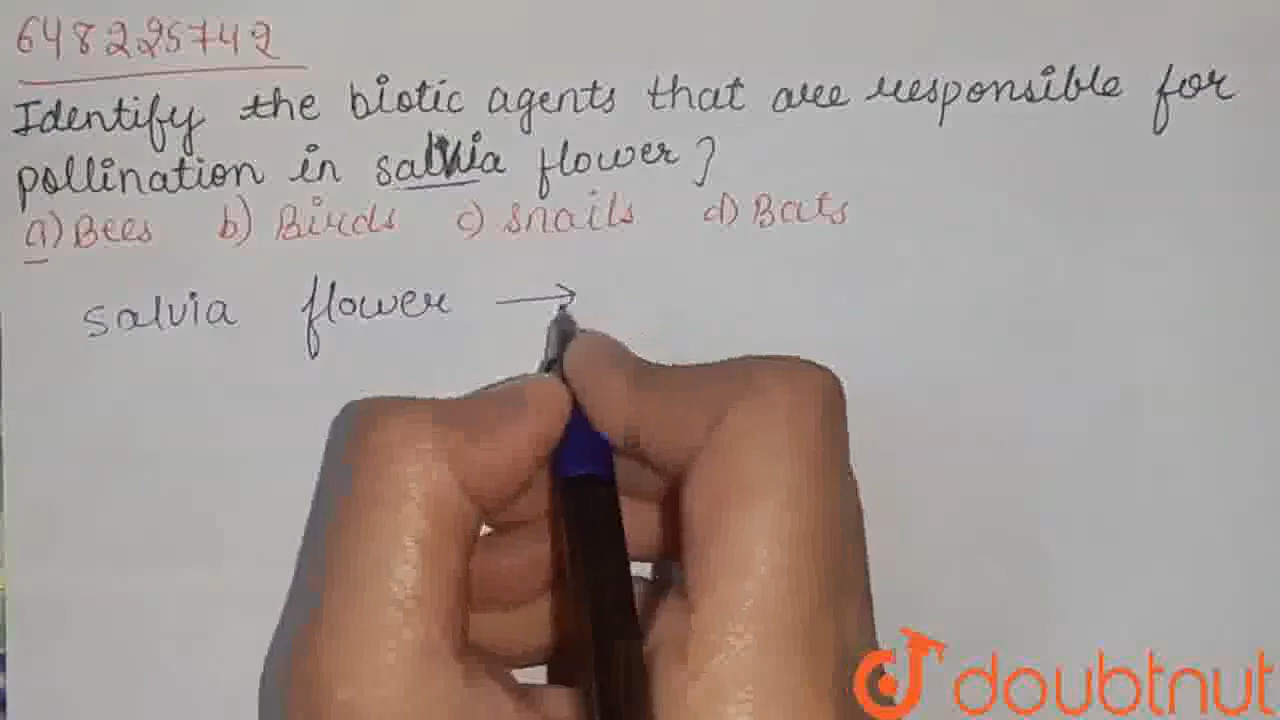 648225742
Identify the biotic agents that are responsible for
pollination in salvia flower?
a) Bees b) Birds c) Snails d) Bats
salvia flower →
doubtnut